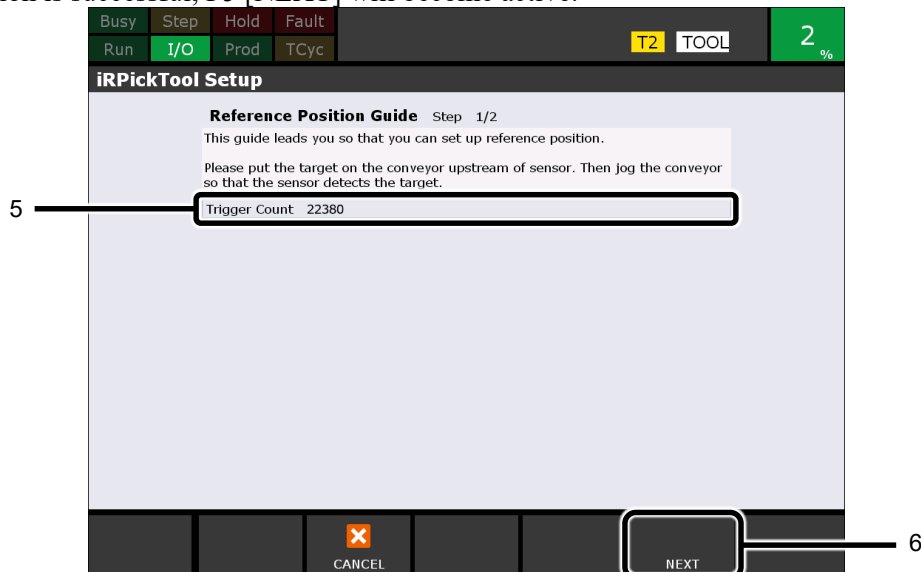 Busy Step Hold Fault
Run I/O Prod TCyc T2 TOOL 2 %
iRPickTool Setup
Reference Position Guide Step 1/2
This guide leads you so that you can set up reference position.
Please put the target on the conveyor upstream of sensor. Then jog the conveyor
so that the sensor detects the target.
5
Trigger Count 22380
CANCEL NEXT
6